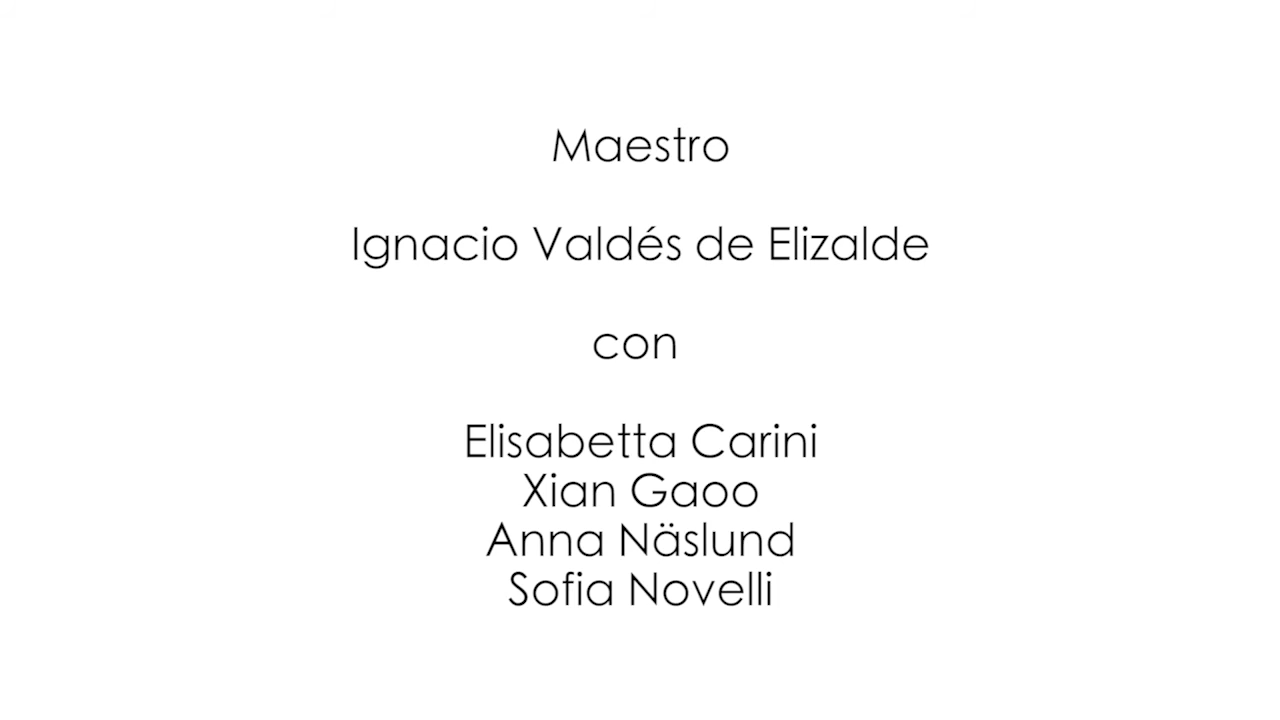 Maestro
Ignacio Valdés de Elizalde
con
Elisabetta Carini
Xian Gaoo
Anna Näslund
Sofia Novelli